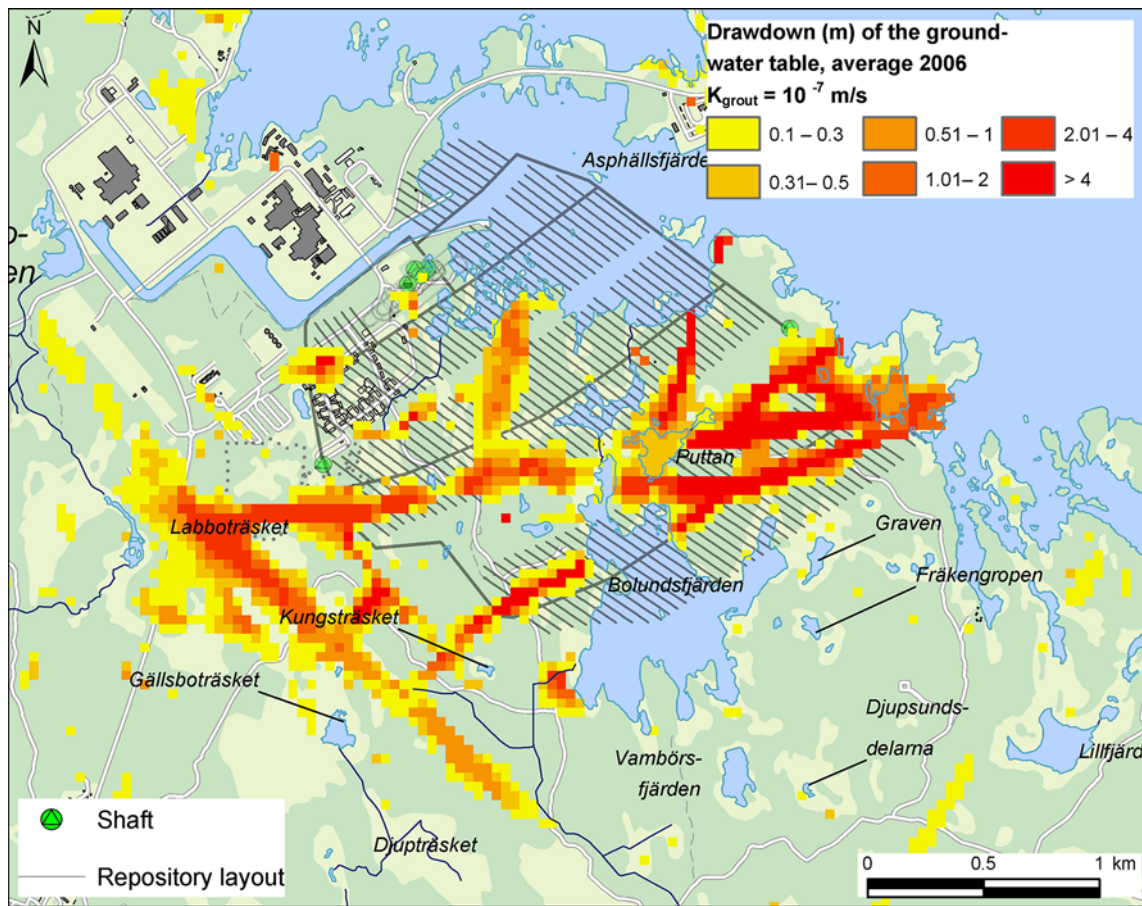 N
Drawdown (m) of the ground-
water table, average 2006
Kgrout = 10 -7 m/s
0.1 – 0.3
0.51 – 1
2.01 – 4
0.31– 0.5
1.01– 2
> 4
Asphällsfjärde
o-
en
Puttan
Labboträsket
Graven
Fräkengropen
Bolundsfjärden
Kungsträsket
Gällsboträsket
Djupsunds-
delarna
Vambörs-
fjärden
Lillfjärd
Djupträsket
Shaft
Repository layout
0 0.5 1 km